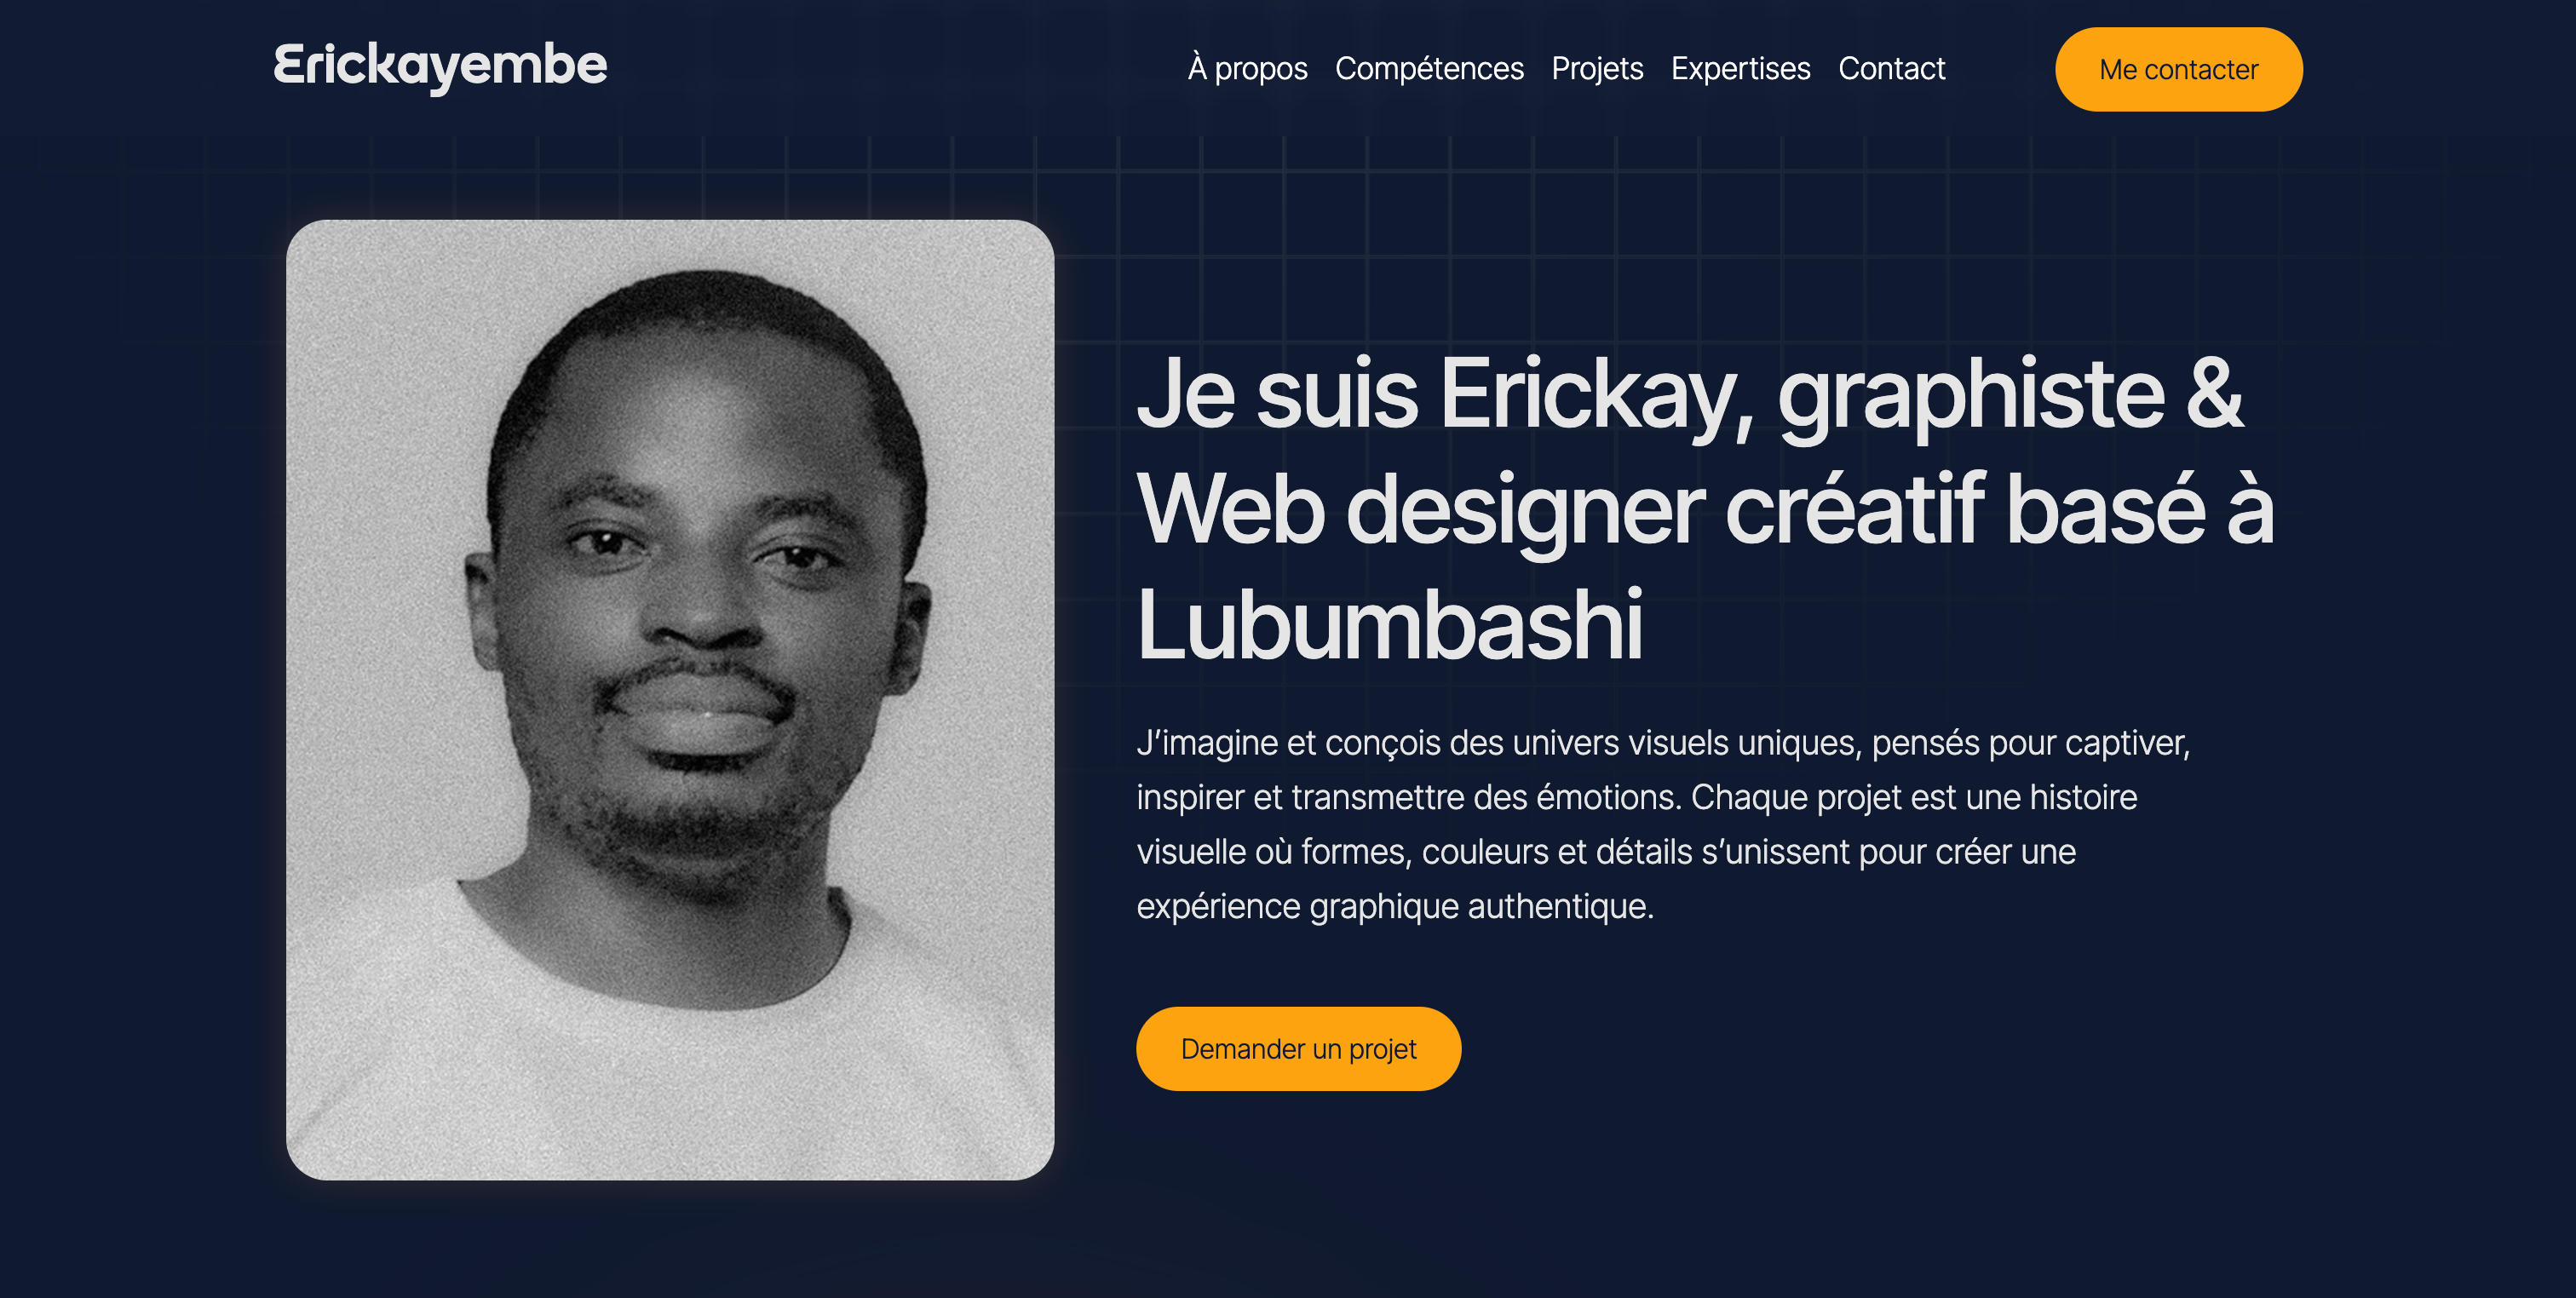 Erickayembe
À propos Compétences Projets Expertises Contact
Me contacter
Je suis Erickay, graphiste &
Web designer créatif basé à
Lubumbashi
J’imagine et conçois des univers visuels uniques, pensés pour captiver,
inspirer et transmettre des émotions. Chaque projet est une histoire
visuelle où formes, couleurs et détails s’unissent pour créer une
expérience graphique authentique.
Demander un projet